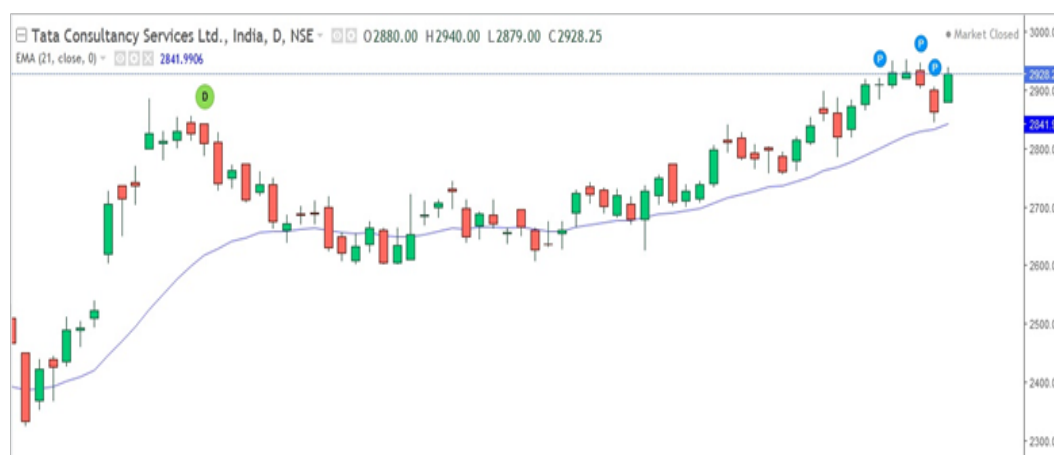 Tata Consultancy Services Ltd., India, D, NSE O2880.00 H2940.00 L2879.00 C2928.25
EMA (21, close, 0) 2841.9906
Market Closed
3000.0
P
P
P
2928.2
2900.0
D
2841.9
2800.0
2700.0
2600.0
2500.0
2400.0
2300.0